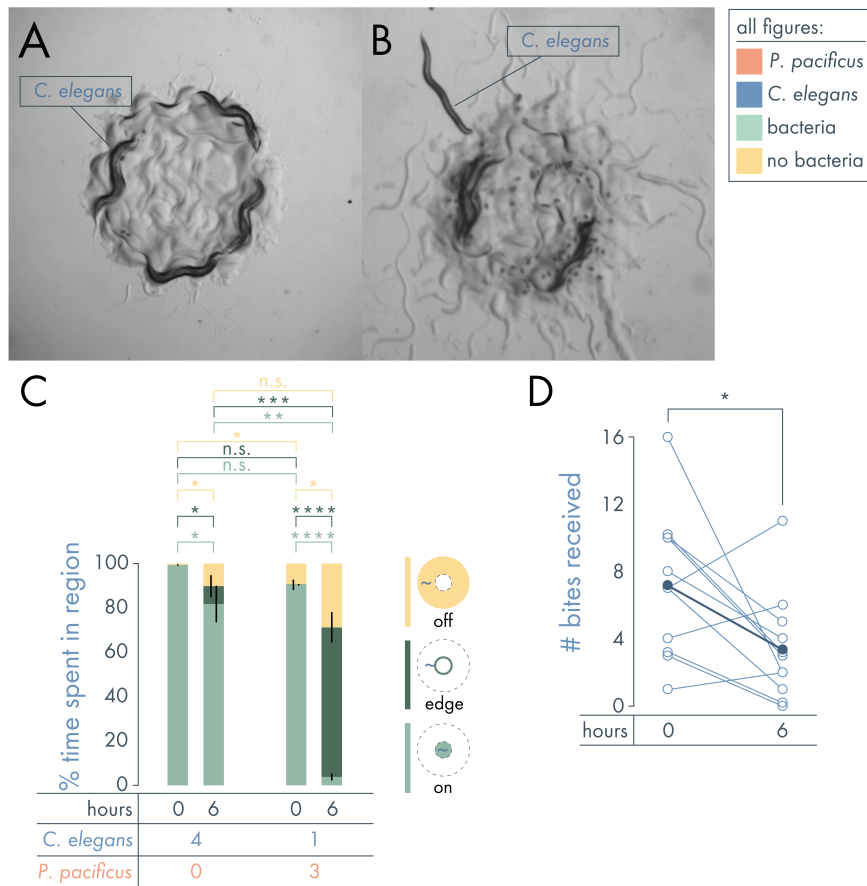 A
C. elegans
B
C. elegans
all figures:
P. pacificus
C. elegans
bacteria
no bacteria
C
n.s.
***
**
*
n.s.
n.s.
*
*
*
*
****
*
****
% time spent in region
100
80
60
40
20
0
off
edge
on
hours 0 6 0 6
C. elegans 4 1
P. pacificus 0 3
D
*
# bites received
16
12
8
4
0
hours 0 6